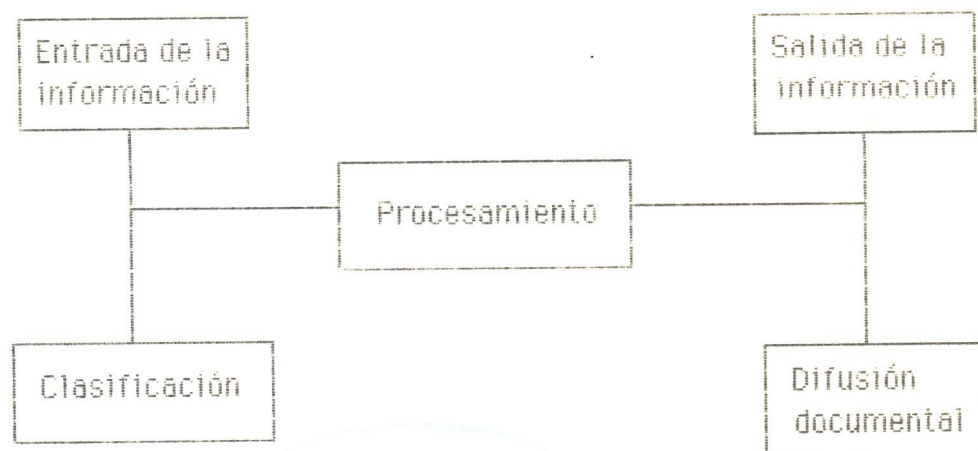 Entrada de la
información
Salida de la
información
Procesamiento
Clasificación
Difusión
documental